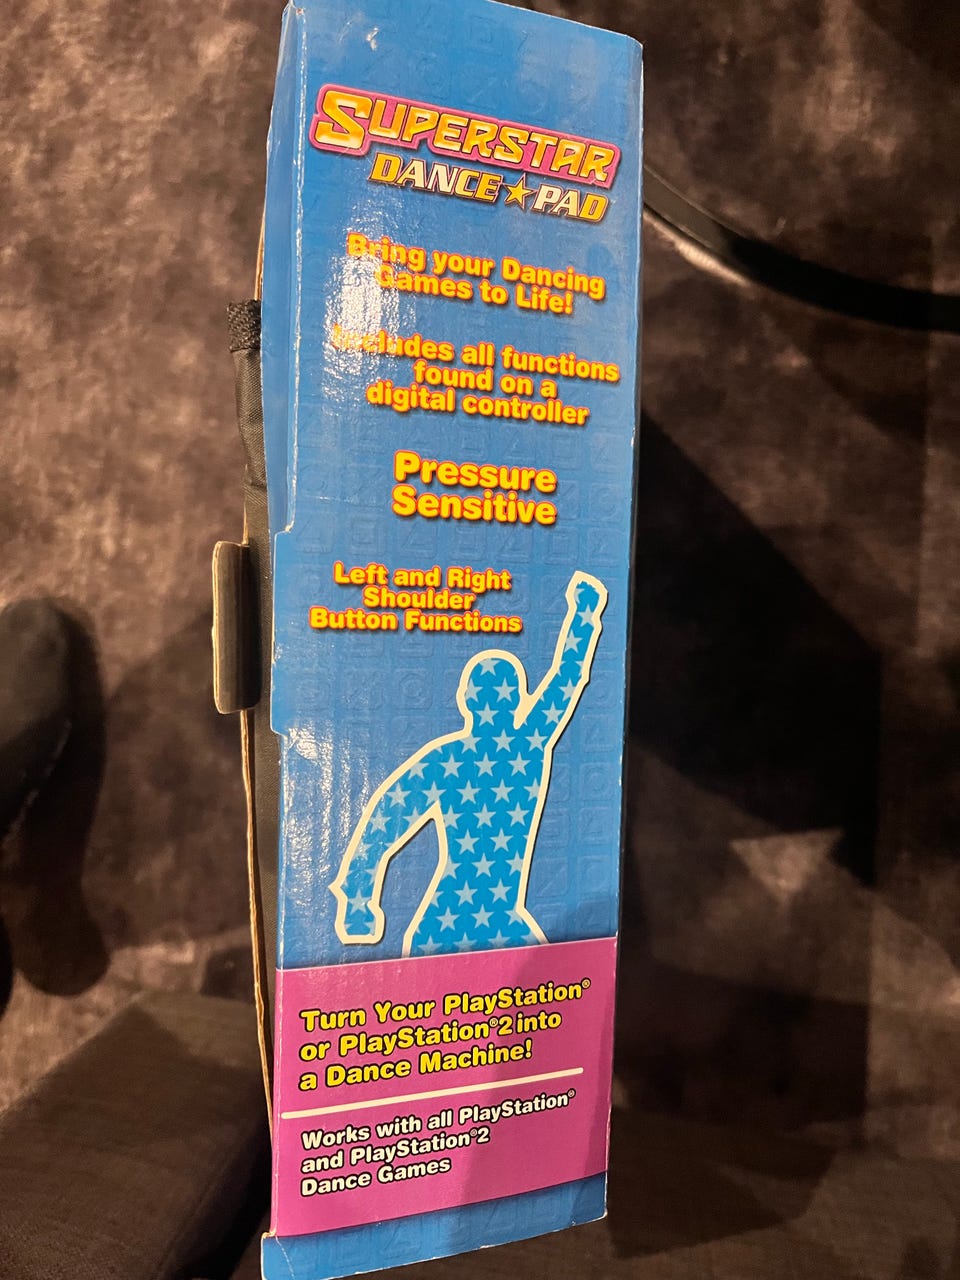 SUPERSTAR
DANCE★PAD
Bring your Dancing
Games to Life!
Includes all functions
found on a
digital controller
Pressure
Sensitive
Left and Right
Shoulder
Button Functions
Turn Your PlayStation®
or PlayStation®2 into
a Dance Machine!
Works with all PlayStation®
and PlayStation®2
Dance Games